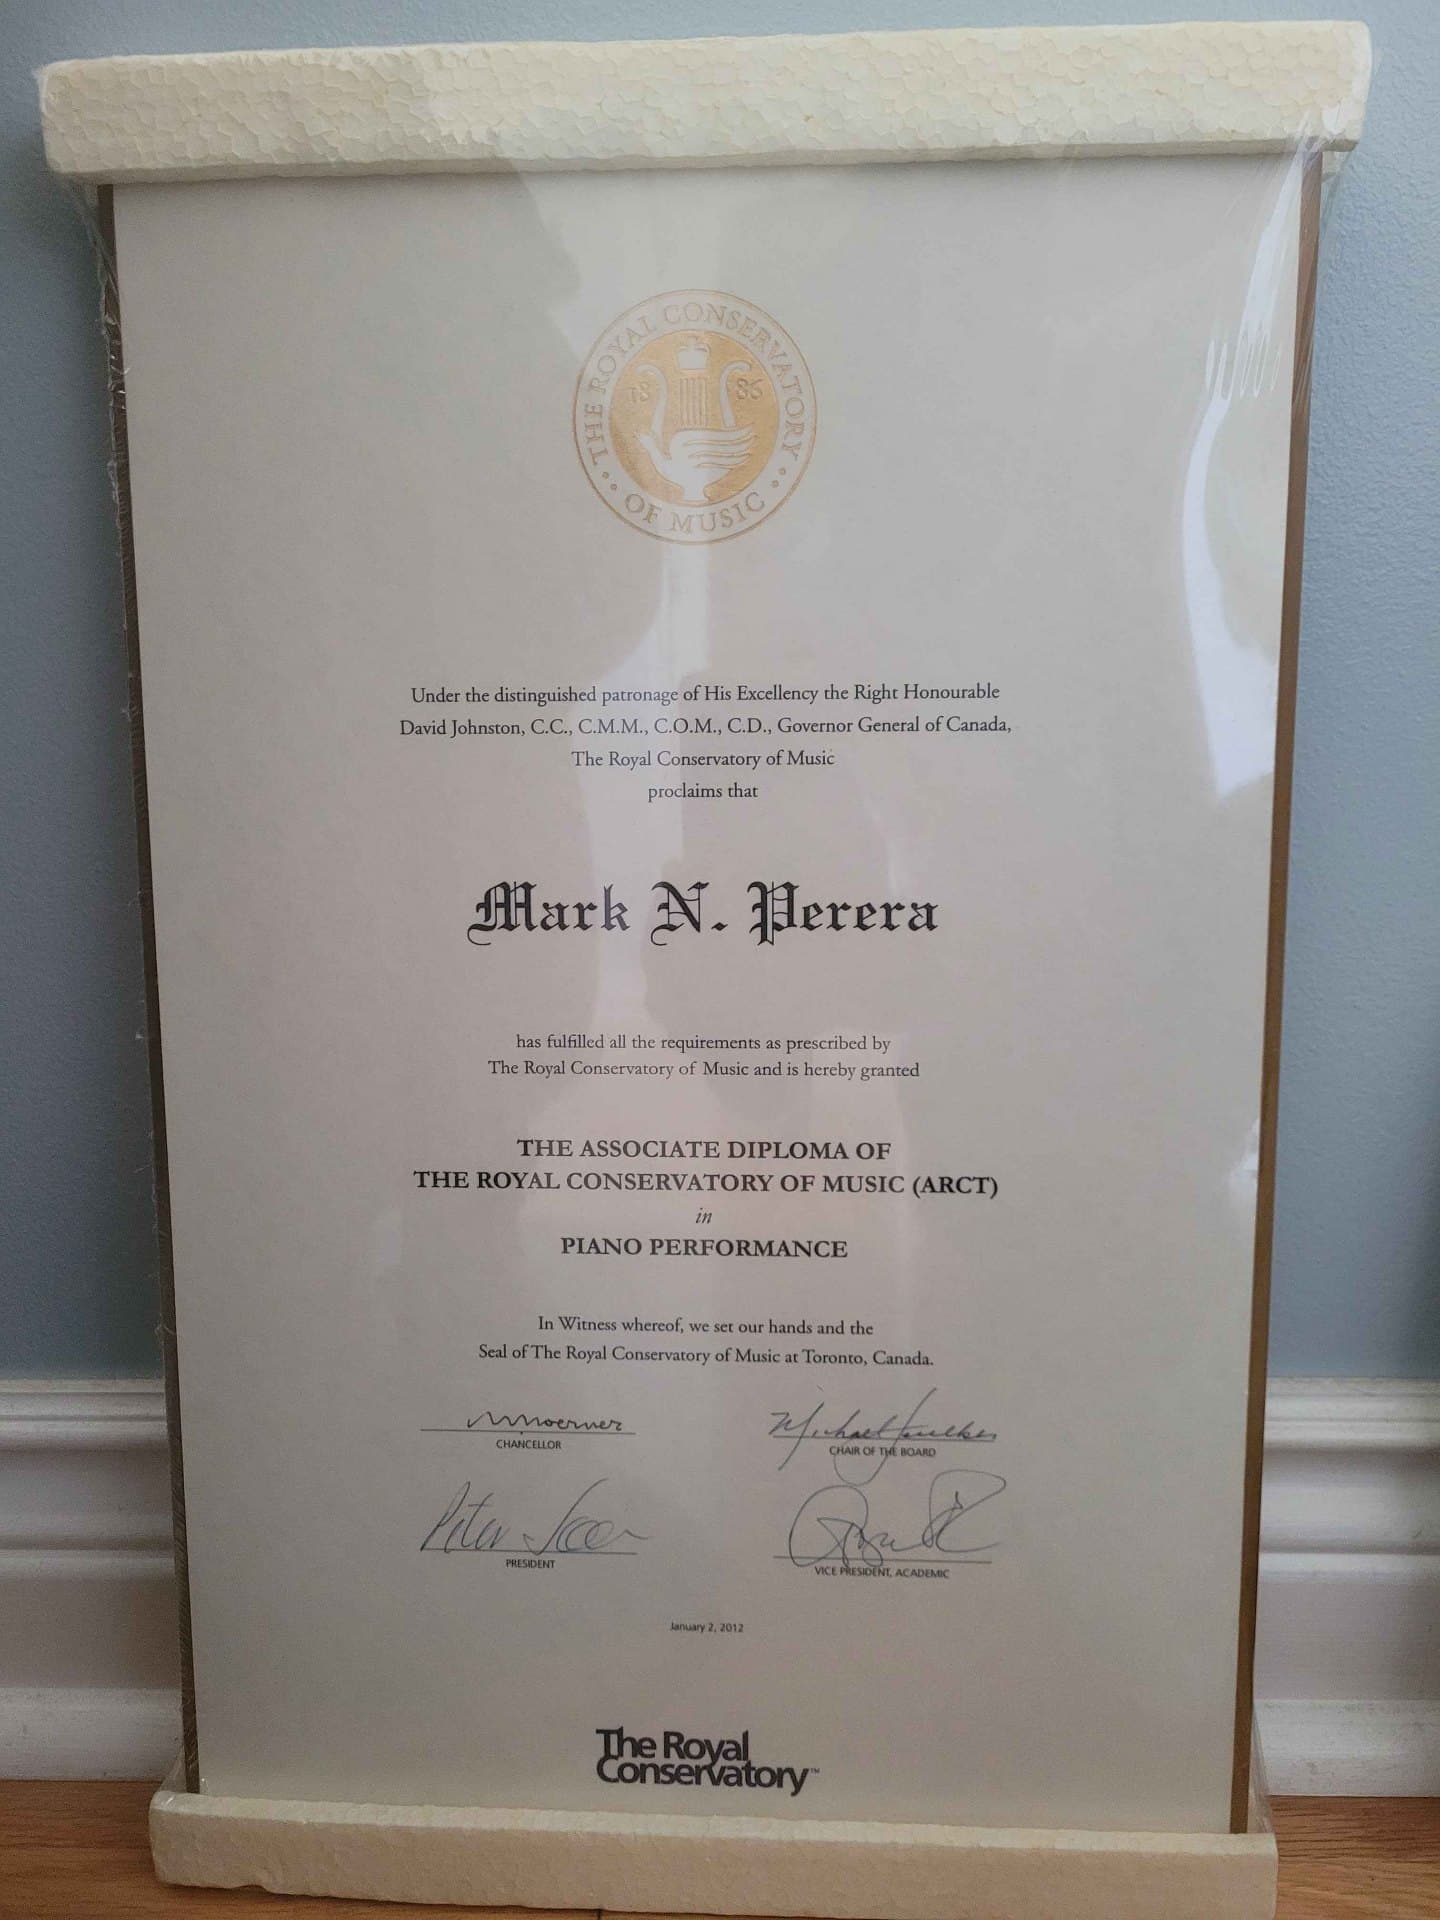 THE ROYAL CONSERVATORY
OF MUSIC
1886
Under the distinguished patronage of His Excellency the Right Honourable
David Johnston, C.C., C.M.M., C.O.M., C.D., Governor General of Canada,
The Royal Conservatory of Music
proclaims that
Mark N. Perera
has fulfilled all the requirements as prescribed by
The Royal Conservatory of Music and is hereby granted
THE ASSOCIATE DIPLOMA OF
THE ROYAL CONSERVATORY OF MUSIC (ARCT)
in
PIANO PERFORMANCE
In Witness whereof, we set our hands and the
Seal of The Royal Conservatory of Music at Toronto, Canada.
CHANCELLOR
Michael
CHAIR OF THE BOARD
Peter
PRESIDENT
VICE PRESIDENT, ACADEMIC
January 2, 2012
The Royal
Conservatory™